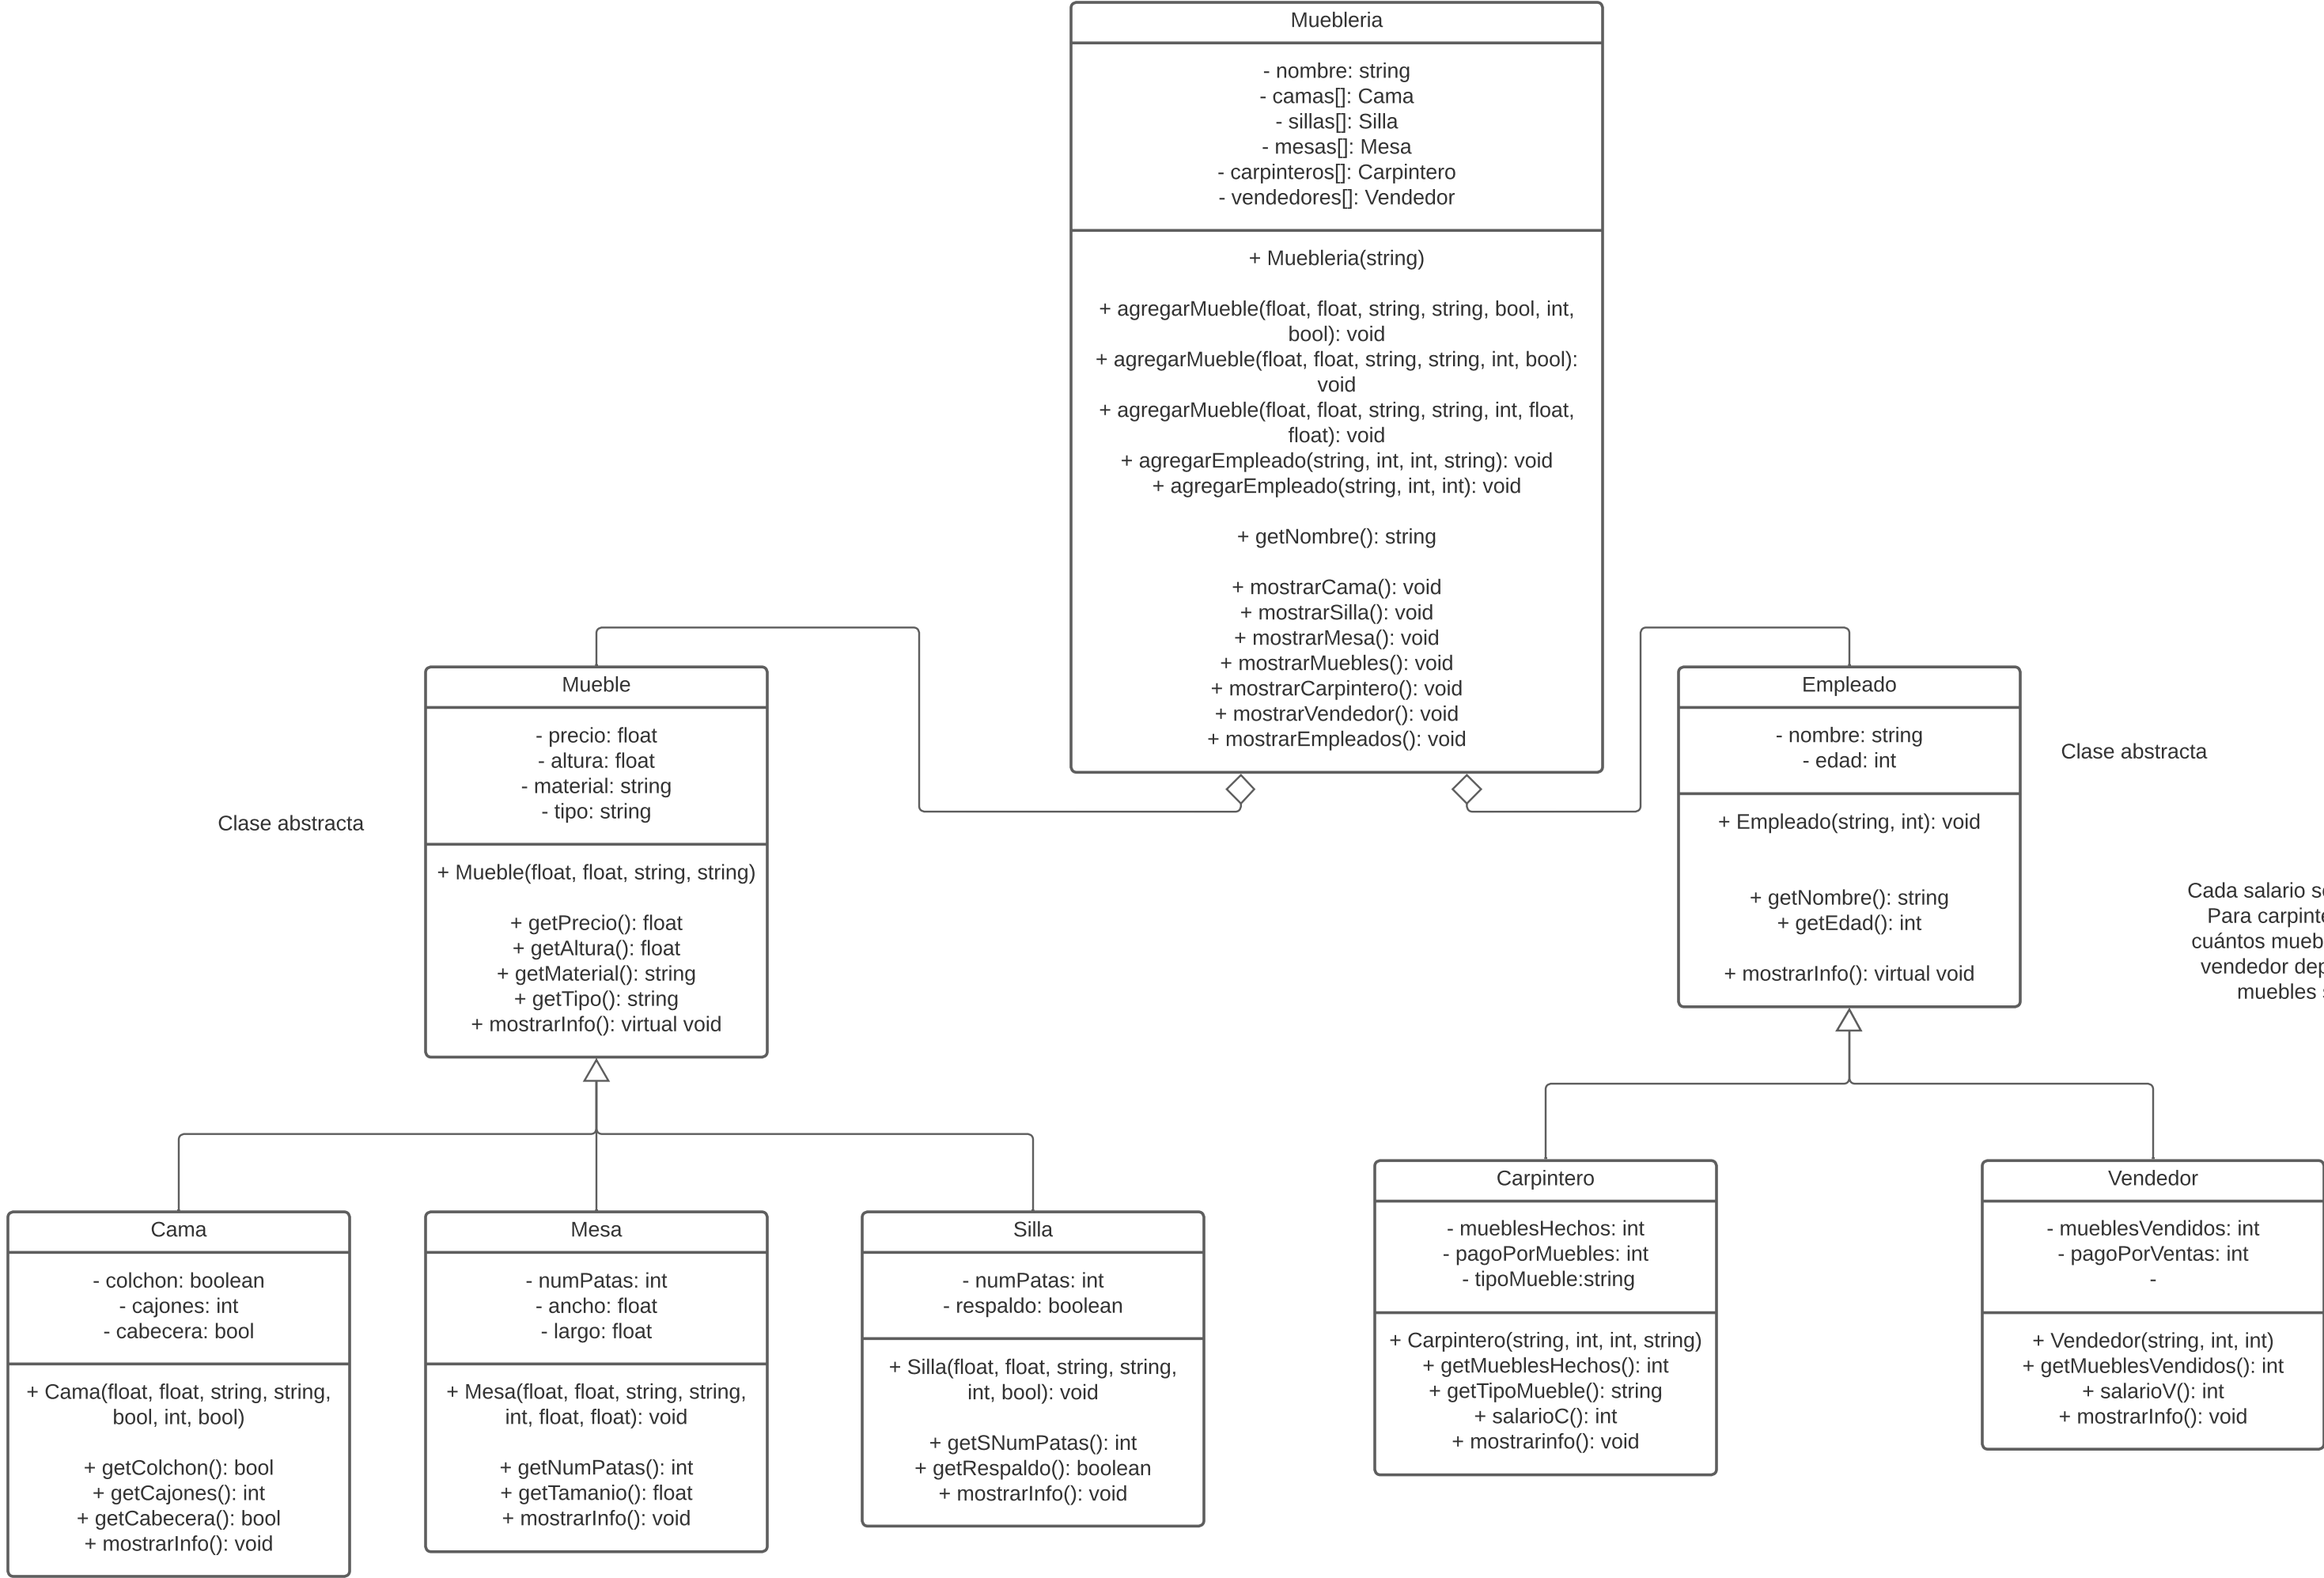 Muebleria
- nombre: string
- camas[]: Cama
- sillas[]: Silla
- mesas[]: Mesa
- carpinteros[]: Carpintero
- vendedores[]: Vendedor
+ Muebleria(string)
+ agregarMueble(float, float, string, string, bool, int,
bool): void
+ agregarMueble(float, float, string, string, int, bool):
void
+ agregarMueble(float, float, string, string, int, float,
float): void
+ agregarEmpleado(string, int, int, string): void
+ agregarEmpleado(string, int, int): void
+ getNombre(): string
+ mostrarCama(): void
+ mostrarSilla(): void
+ mostrarMesa(): void
+ mostrarMuebles(): void
+ mostrarCarpintero(): void
+ mostrarVendedor(): void
+ mostrarEmpleados(): void
Clase abstracta
Mueble
- precio: float
- altura: float
- material: string
- tipo: string
+ Mueble(float, float, string, string)
+ getPrecio(): float
+ getAltura(): float
+ getMaterial(): string
+ getTipo(): string
+ mostrarInfo(): virtual void
Empleado
- nombre: string
- edad: int
+ Empleado(string, int): void
+ getNombre(): string
+ getEdad(): int
+ mostrarInfo(): virtual void
Clase abstracta
Cada salario
Para
cuántos
vendedor
muebles
Cama
- colchon: boolean
- cajones: int
- cabecera: bool
+ Cama(float, float, string, string,
bool, int, bool)
+ getColchon(): bool
+ getCajones(): int
+ getCabecera(): bool
+ mostrarInfo(): void
Mesa
- numPatas: int
- ancho: float
- largo: float
+ Mesa(float, float, string, string,
int, float, float): void
+ getNumPatas(): int
+ getTamanio(): float
+ mostrarInfo(): void
Silla
- numPatas: int
- respaldo: boolean
+ Silla(float, float, string, string,
int, bool): void
+ getSNumPatas(): int
+ getRespaldo(): boolean
+ mostrarInfo(): void
Carpintero
- mueblesHechos: int
- pagoPorMuebles: int
- tipoMueble:string
+ Carpintero(string, int, int, string)
+ getMueblesHechos(): int
+ getTipoMueble(): string
+ salarioC(): int
+ mostrarinfo(): void
Vendedor
- mueblesVendidos: int
- pagoPorVentas: int
-
+ Vendedor(string, int, int)
+ getMueblesVendidos(): int
+ salarioV(): int
+ mostrarInfo(): void